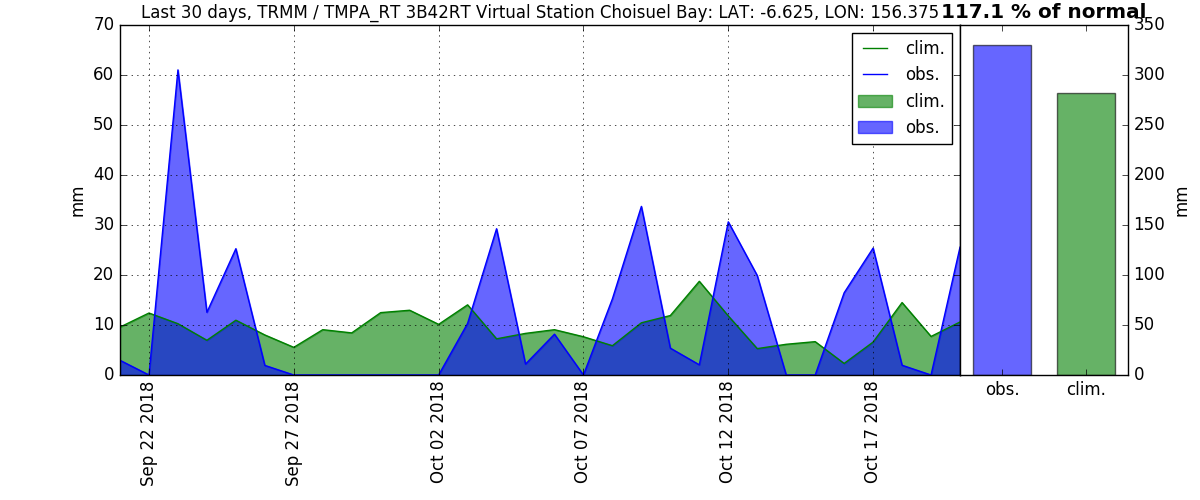 Last 30 days, TRMM / TMPA_RT 3B42RT Virtual Station Choisuel Bay: LAT: -6.625, LON: 156.375
117.1 % of normal
70
60
50
40
30
20
10
0
mm
clim.
obs.
clim.
obs.
Sep 22 2018
Sep 27 2018
Oct 02 2018
Oct 07 2018
Oct 12 2018
Oct 17 2018
350
300
250
200
150
100
50
0
mm
obs.
clim.